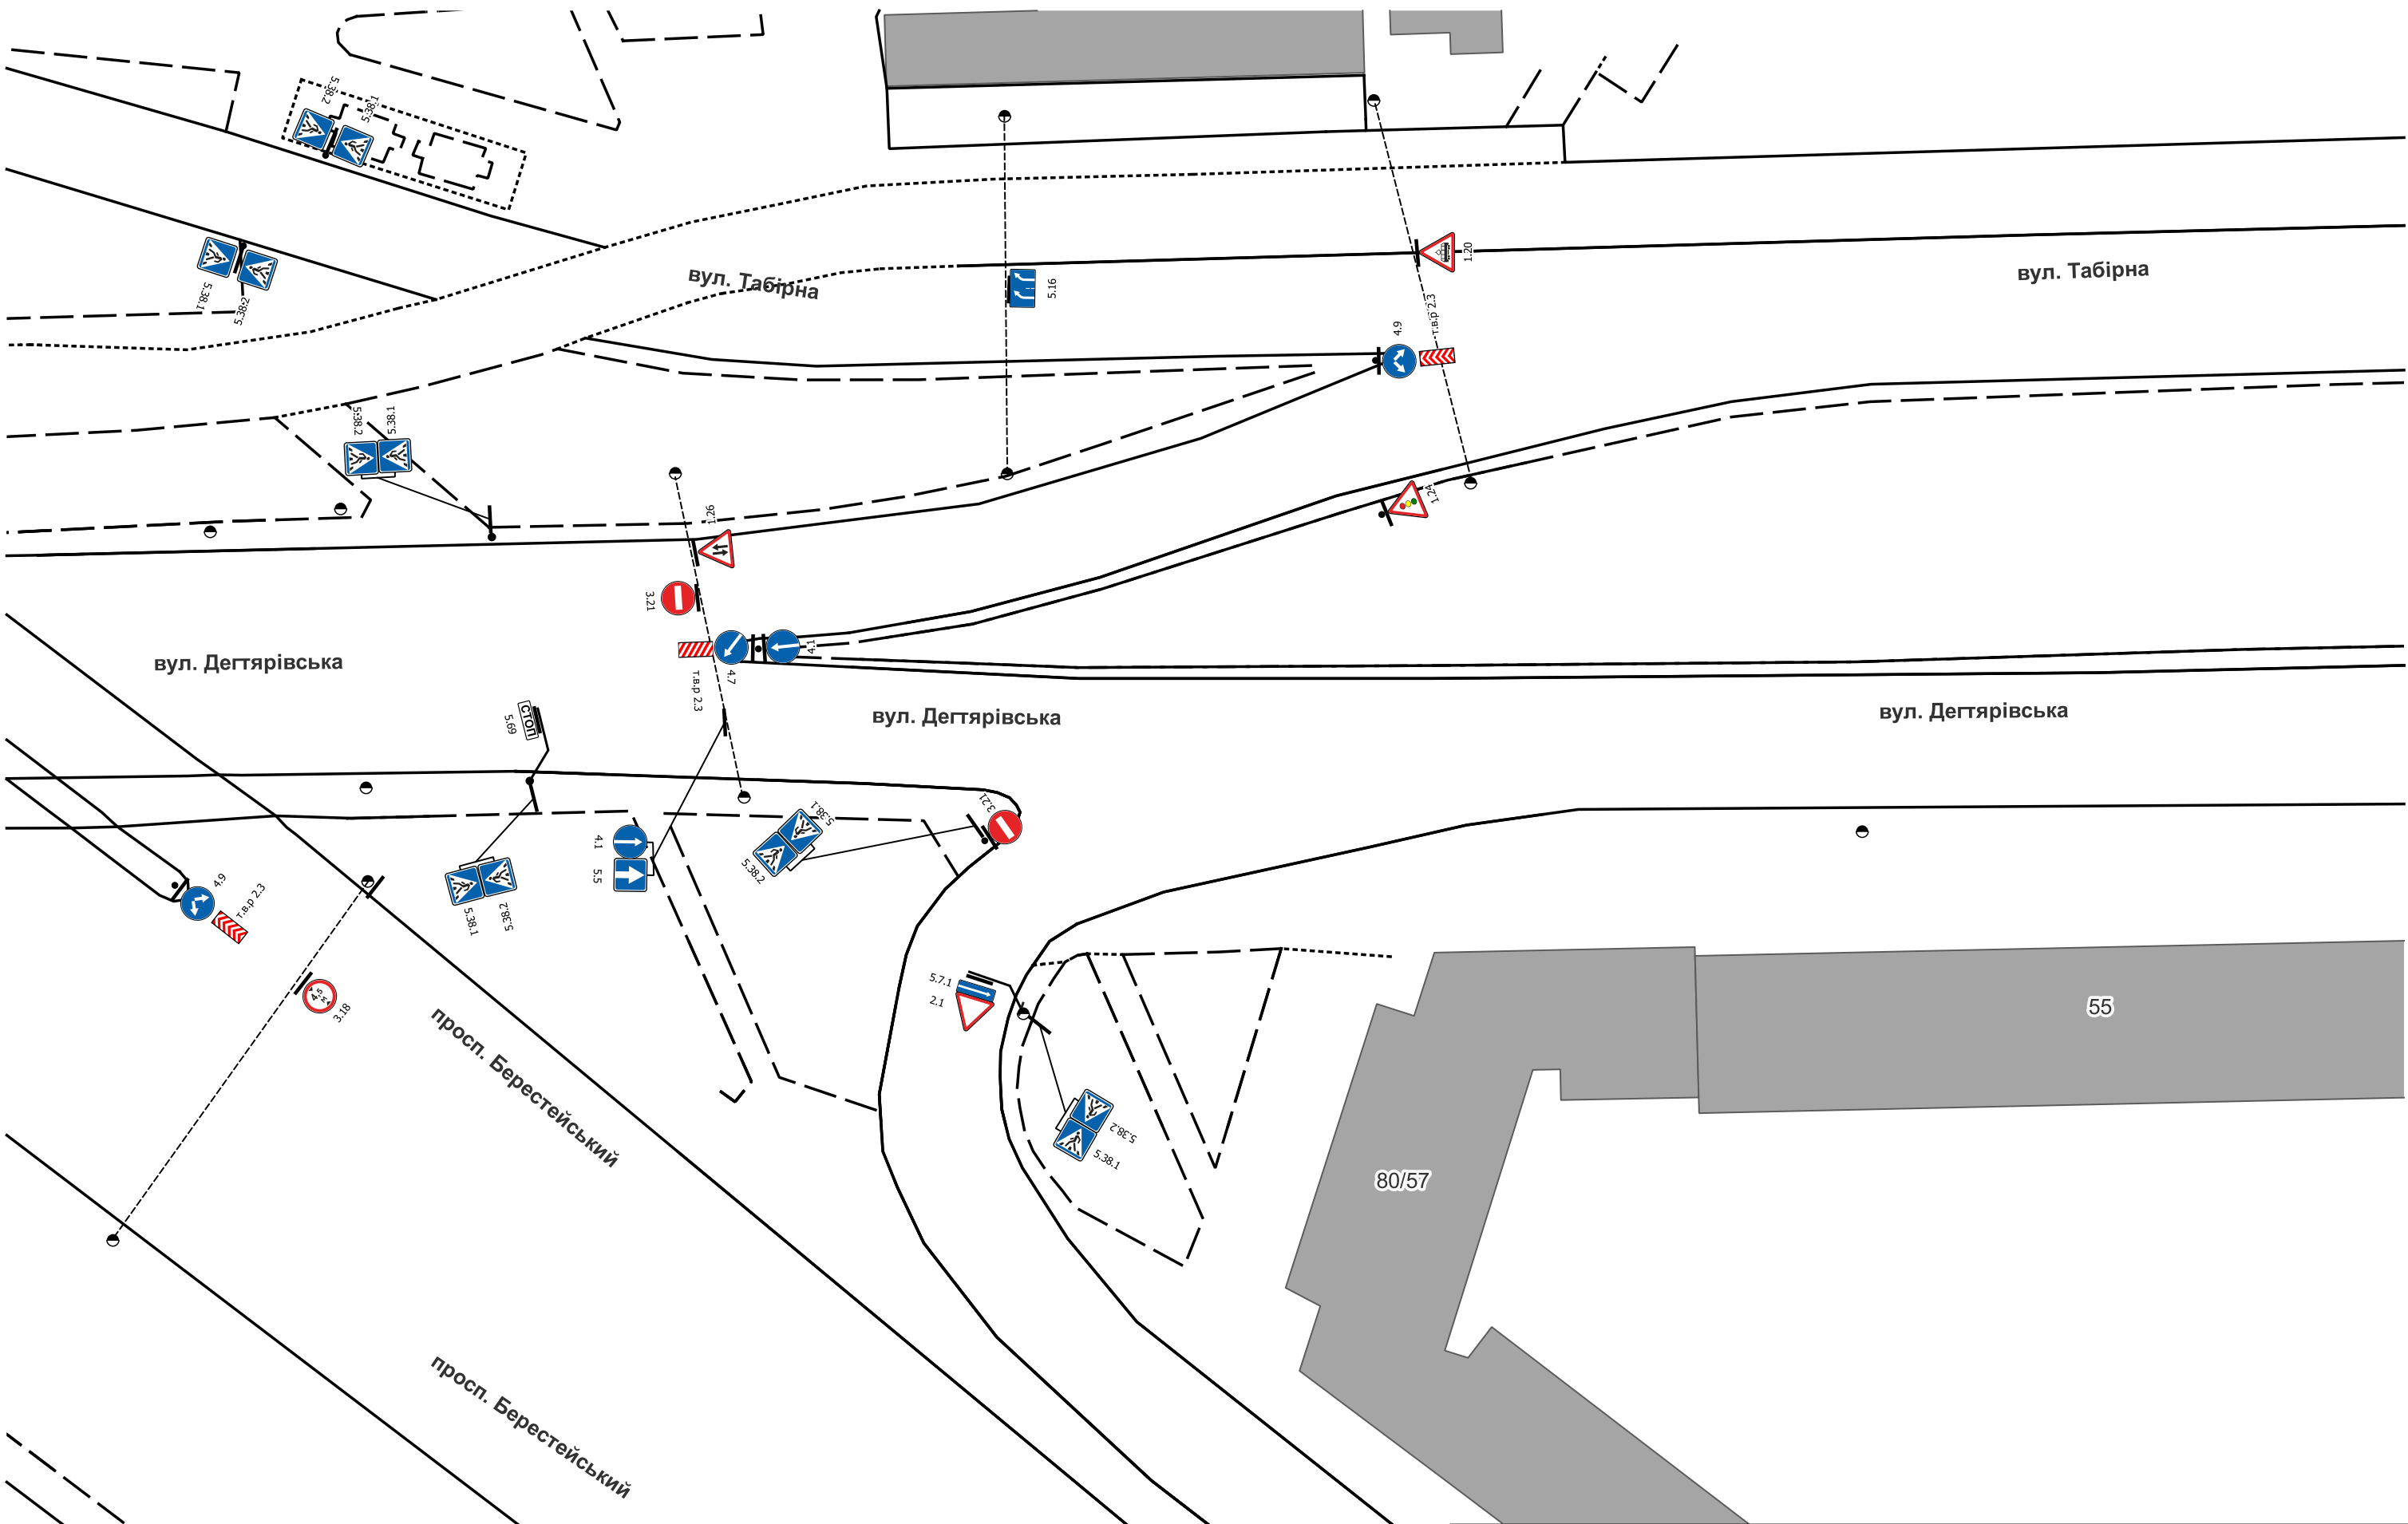 5.38.2
5.38.1
5.38.1
5.38.2
вул. Табірна
5.16
1.20
вул. Табірна
4.9
т.в.р 2.3
5.38.2
5.38.1
1.24
1.26
3.21
4.1
4.7
т.в.р 2.3
вул. Дегтярівська
вул. Дегтярівська
вул. Дегтярівська
СТОП
5.69
4.1
5.5
5.38.1
5.38.2
3.21
4.9
т.в.р 2.3
5.38.1
5.38.2
4.5 м
3.18
5.7.1
2.1
5.38.2
5.38.1
просп. Берестейський
просп. Берестейський
55
80/57